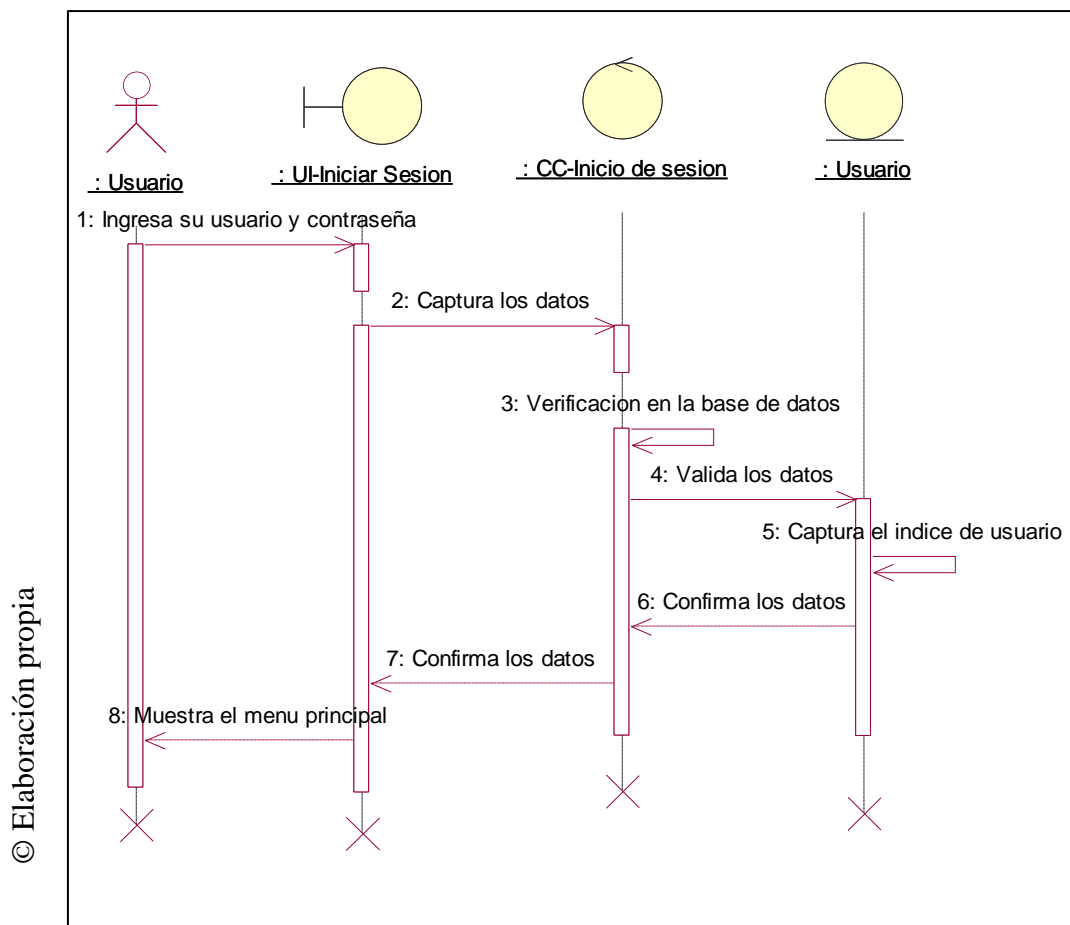 : Usuario
: UI-Iniciar Sesion
: CC-Inicio de sesion
: Usuario
1: Ingresa su usuario y contraseña
2: Captura los datos
3: Verificacion en la base de datos
4: Valida los datos
5: Captura el indice de usuario
6: Confirma los datos
7: Confirma los datos
8: Muestra el menu principal
© Elaboración propia